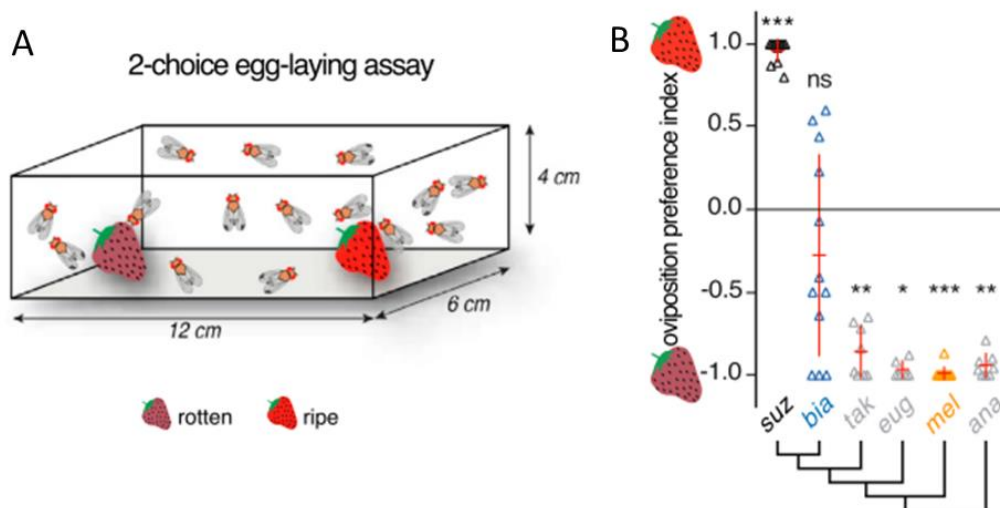 A
2-choice egg-laying assay
4 cm
6 cm
12 cm
rotten
ripe
B
oviposition preference index
1.0
0.5
0.0
-0.5
-1.0
***
ns
**
*
***
**
suz
bia
tak
eug
mel
ana